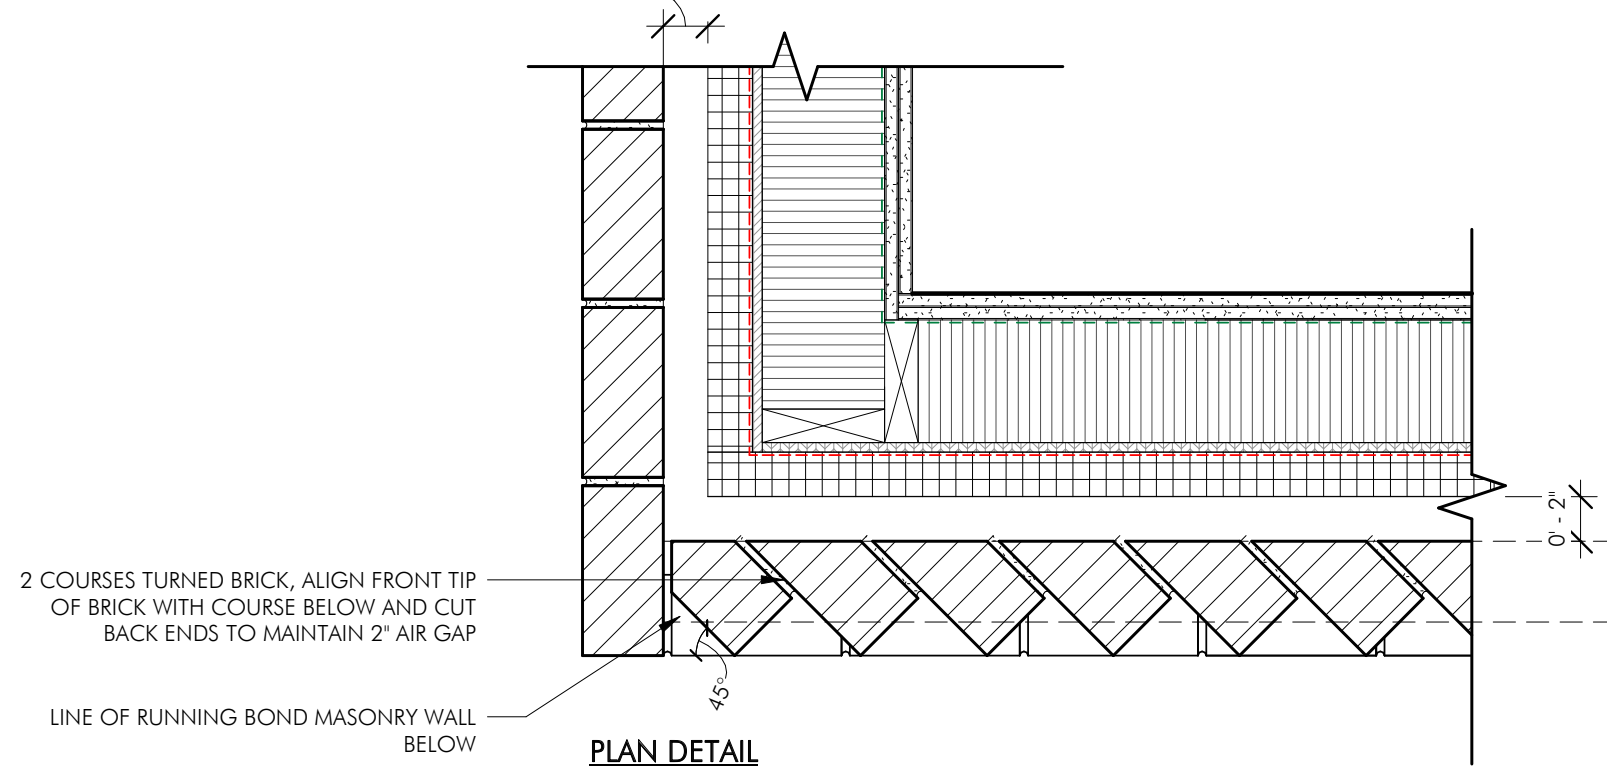 2 COURSES TURNED BRICK, ALIGN FRONT TIP
OF BRICK WITH COURSE BELOW AND CUT
BACK ENDS TO MAINTAIN 2" AIR GAP
LINE OF RUNNING BOND MASONRY WALL
BELOW
45°
0' - 2"
PLAN DETAIL